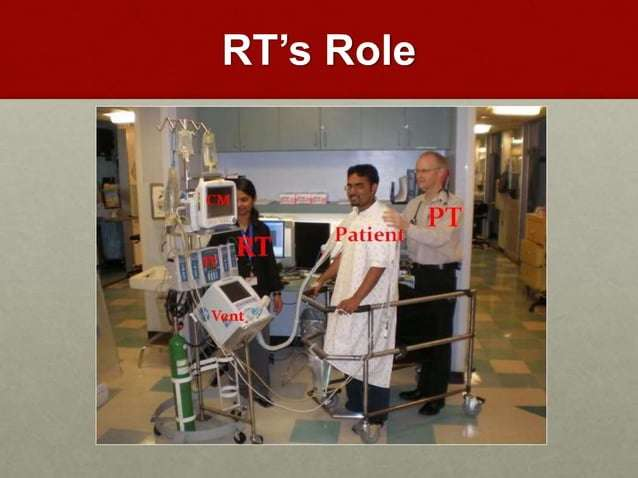 RT’s Role
CM
PT
Patient
RT
Vent